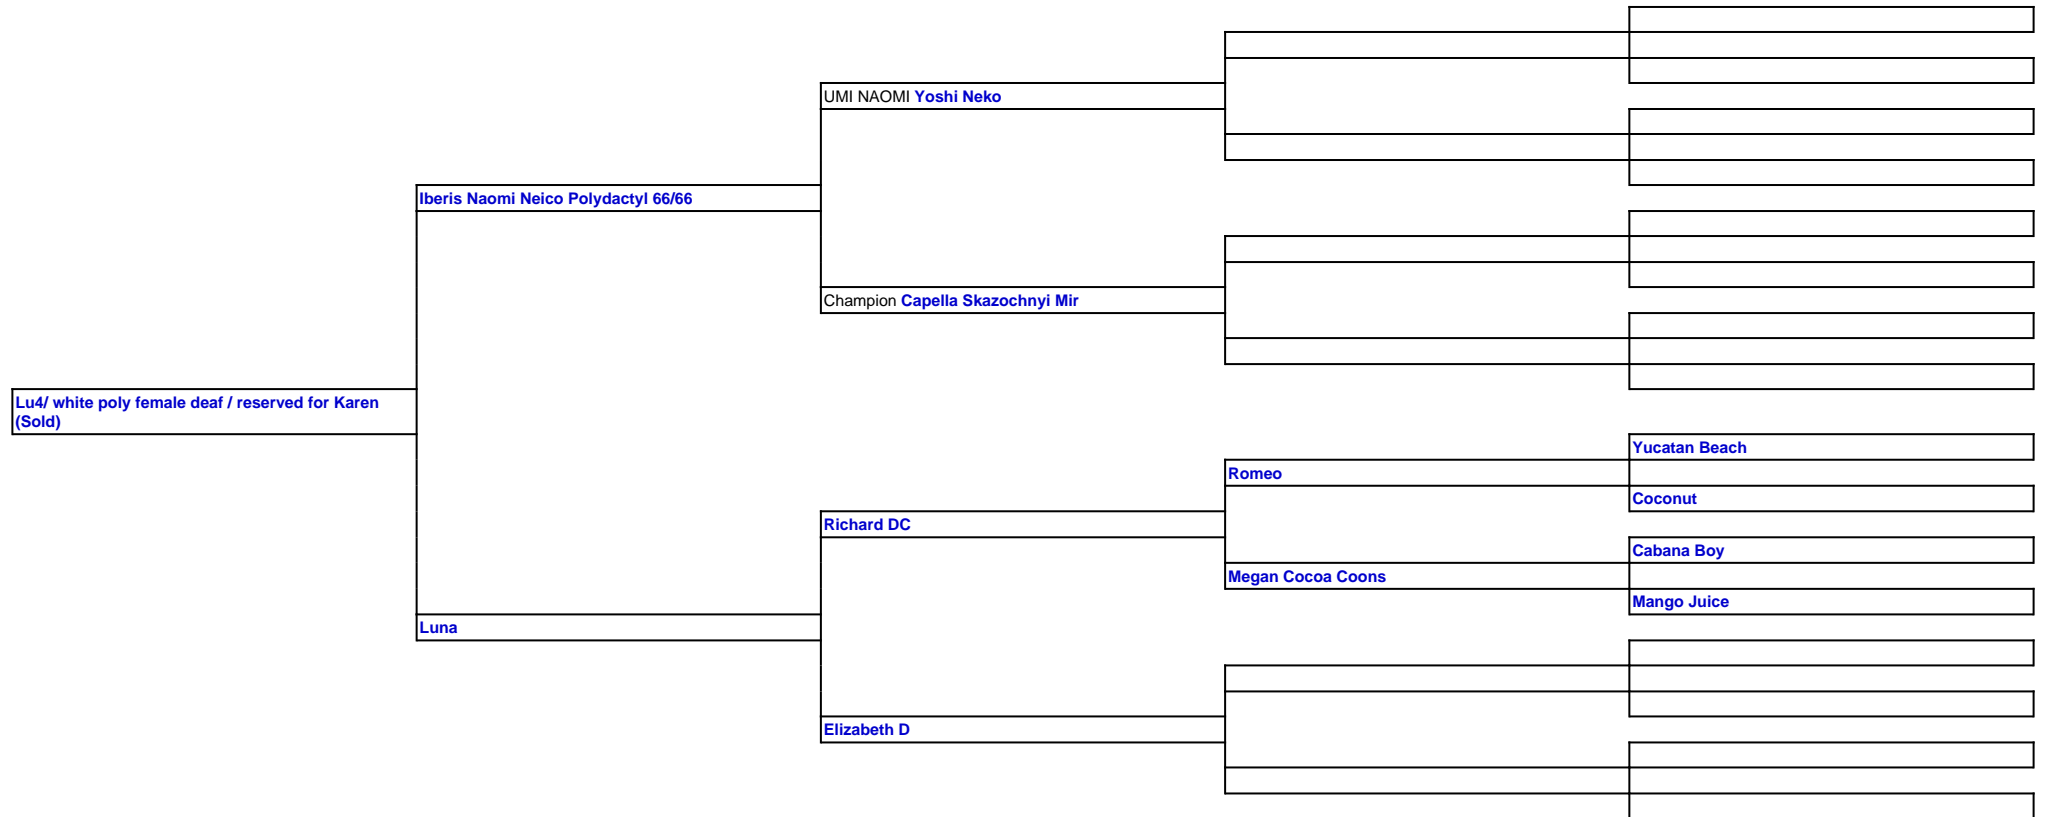 UMI NAOMI Yoshi Neko
Iberis Naomi Neico Polydactyl 66/66
Champion Capella Skazochnyi Mir
Lu4/ white poly female deaf / reserved for Karen
(Sold)
Yucatan Beach
Romeo
Coconut
Richard DC
Cabana Boy
Megan Cocoa Coons
Mango Juice
Luna
Elizabeth D